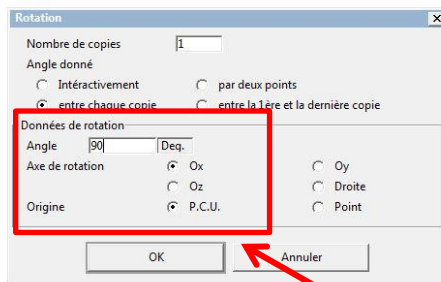 Rotation
Nombre de copies 1
Angle donné
Intéractivement par deux points
entre chaque copie entre la 1ère et la dernière copie
Données de rotation
Angle 90 Deg.
Axe de rotation Ox Oy
Oz Droite
Origine P.C.U. Point
OK Annuler